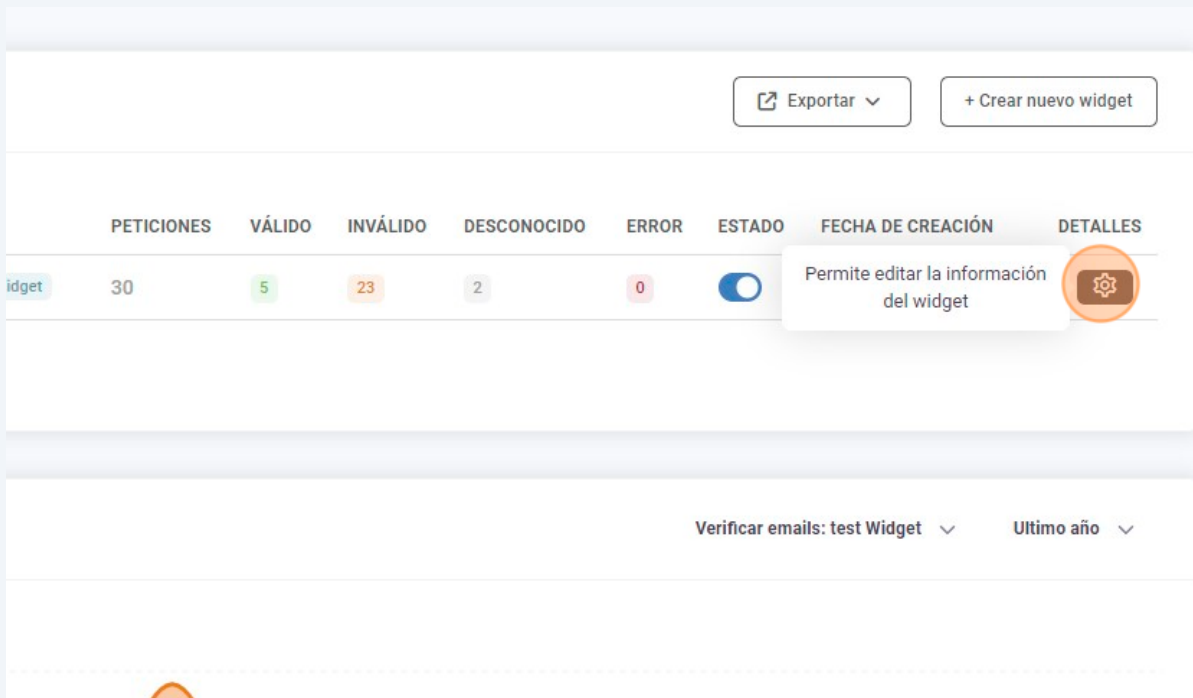 Exportar
+ Crear nuevo widget
PETICIONES VÁLIDO INVÁLIDO DESCONOCIDO ERROR ESTADO FECHA DE CREACIÓN DETALLES
idget 30 5 23 2 0
Permite editar la información
del widget
Verificar emails: test Widget
Ultimo año